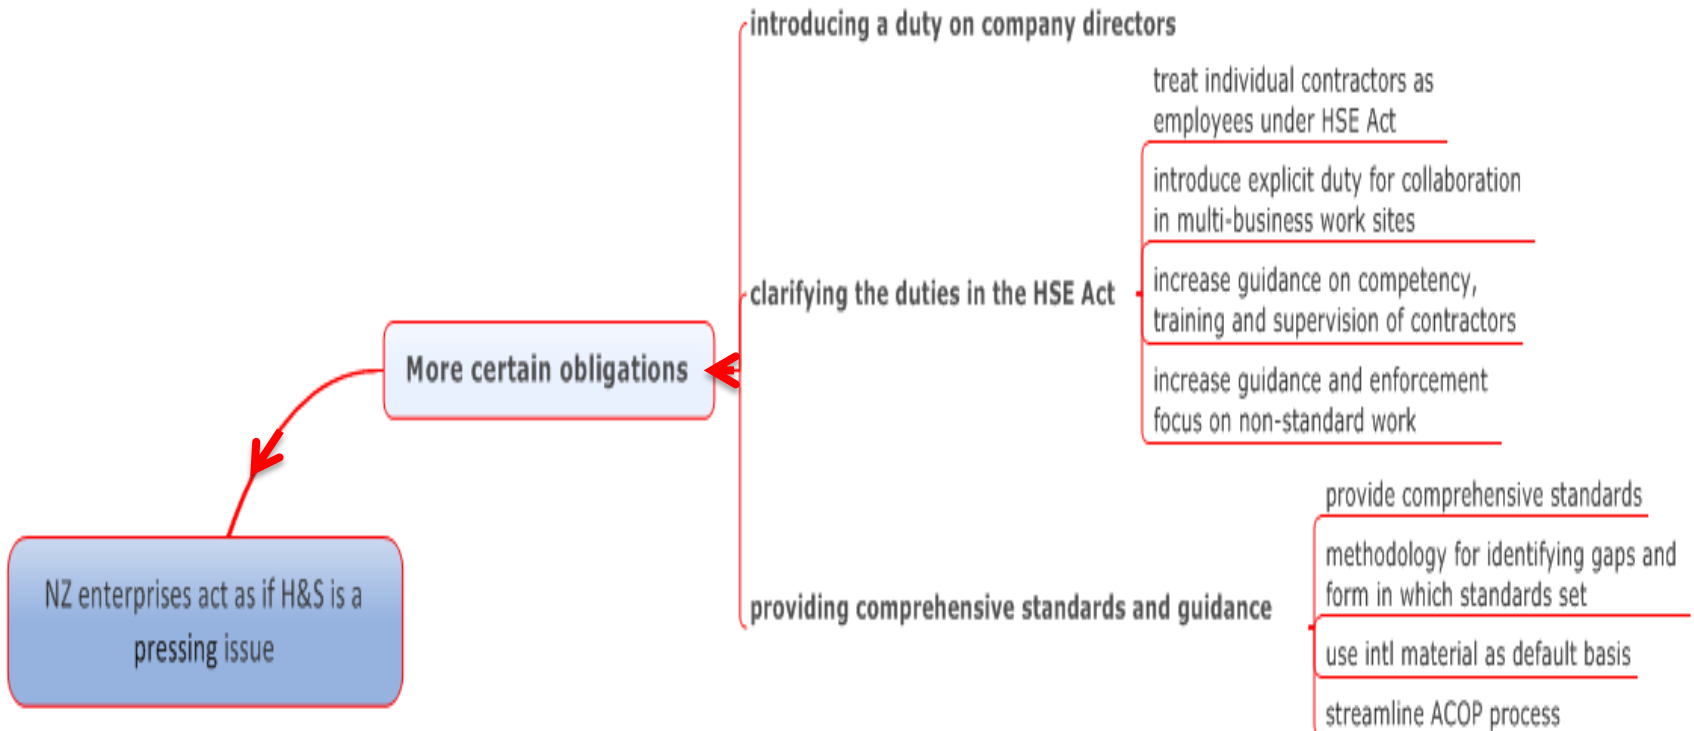 introducing a duty on company directors
treat individual contractors as
employees under HSE Act
introduce explicit duty for collaboration
in multi-business work sites
clarifying the duties in the HSE Act
increase guidance on competency,
training and supervision of contractors
increase guidance and enforcement
focus on non-standard work
More certain obligations
provide comprehensive standards
methodology for identifying gaps and
form in which standards set
providing comprehensive standards and guidance
use intl material as default basis
streamline ACOP process
NZ enterprises act as if H&S is a
pressing issue